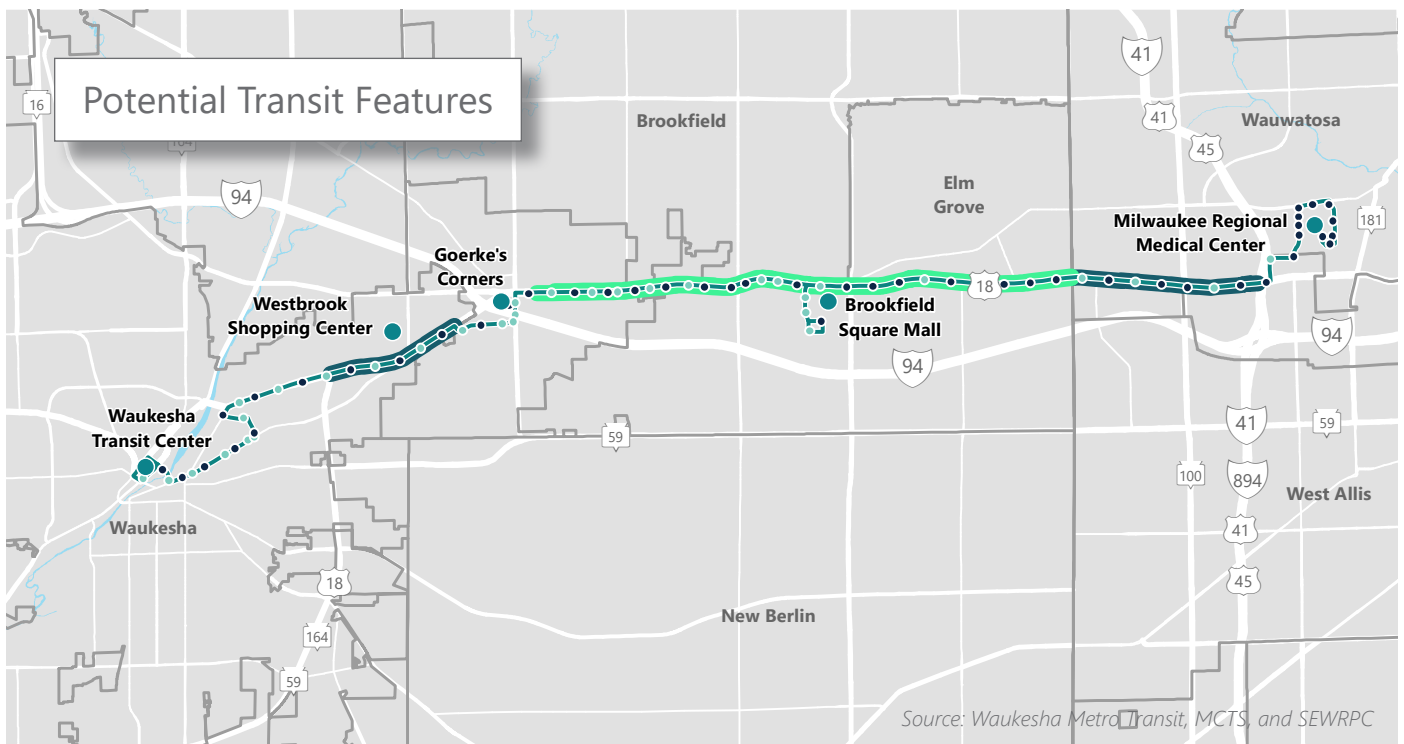 Potential Transit Features
41
16
Brookfield
41
Wauwatosa
164
45
94
Elm
Grove
Milwaukee Regional
Medical Center
181
Goerke's
Corners
18
Westbrook
Shopping Center
Brookfield
Square Mall
94
94
Waukesha
Transit Center
59
41
59
100
894
West Allis
Waukesha
41
18
45
New Berlin
164
59
Source: Waukesha Metro Transit, MCTS, and SEWRPC